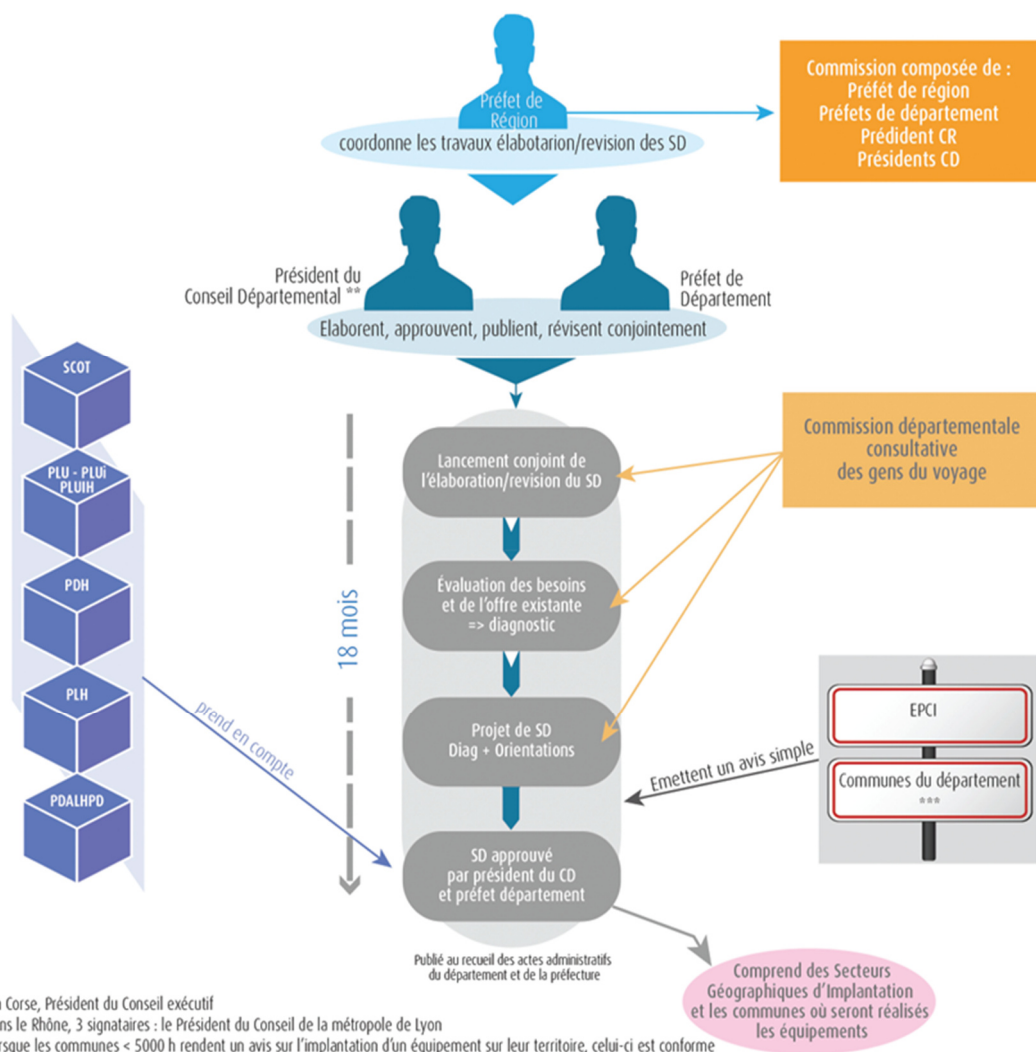 Préfet de
Région
coordonne les travaux élabotarion/revision des SD
Commission composée de :
Préfét de région
Préfets de département
Prédident CR
Présidents CD
Président du
Conseil Départemental **
Préfet de
Département
Elaborent, approuvent, publient, révisent conjointement
SCOT
PLU - PLUi
PLUIH
PDH
PLH
PDALHPD
prend en compte
18 mois
Lancement conjoint de
l'élaboration/revision du SD
Évaluation des besoins
et de l'offre existante
=> diagnostic
Projet de SD
Diag + Orientations
SD approuvé
par président du CD
et préfet département
Publié au recueil des actes administratifs
du département et de la préfecture
Commission départementale
consultative
des gens du voyage
EPCI
Communes du département
***
Emettent un avis simple
Comprend des Secteurs
Géographiques d'Implantation
et les communes où seront réalisés
les équipements
Corse, Président du Conseil exécutif
ns le Rhône, 3 signataires : le Président du Conseil de la métropole de Lyon
rsque les communes < 5000 h rendent un avis sur l'implantation d'un équipement sur leur territoire, celui-ci est conforme